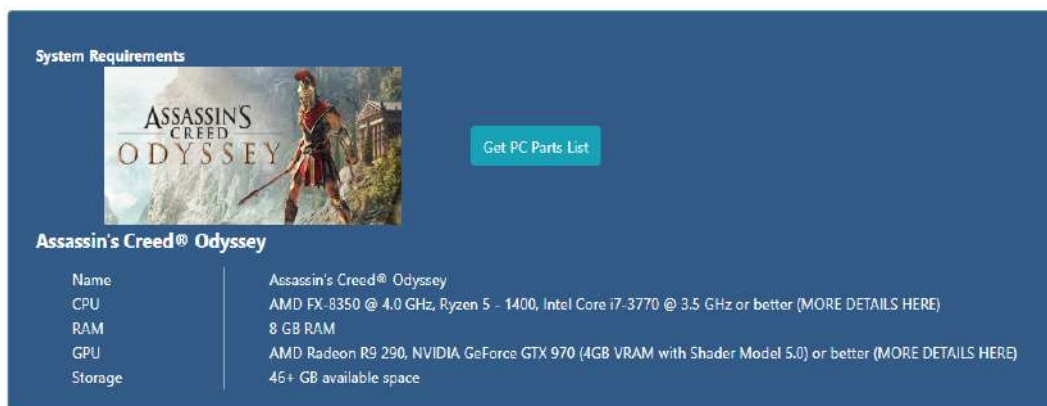 System Requirements
ASSASSIN'S
CREED
ODYSSEY
Get PC Parts List
Assassin's Creed® Odyssey
Name Assassin's Creed® Odyssey
CPU AMD FX-8350 @ 4.0 GHz, Ryzen 5 - 1400, Intel Core i7-3770 @ 3.5 GHz or better (MORE DETAILS HERE)
RAM 8 GB RAM
GPU AMD Radeon R9 290, NVIDIA GeForce GTX 970 (4GB VRAM with Shader Model 5.0) or better (MORE DETAILS HERE)
Storage 46+ GB available space